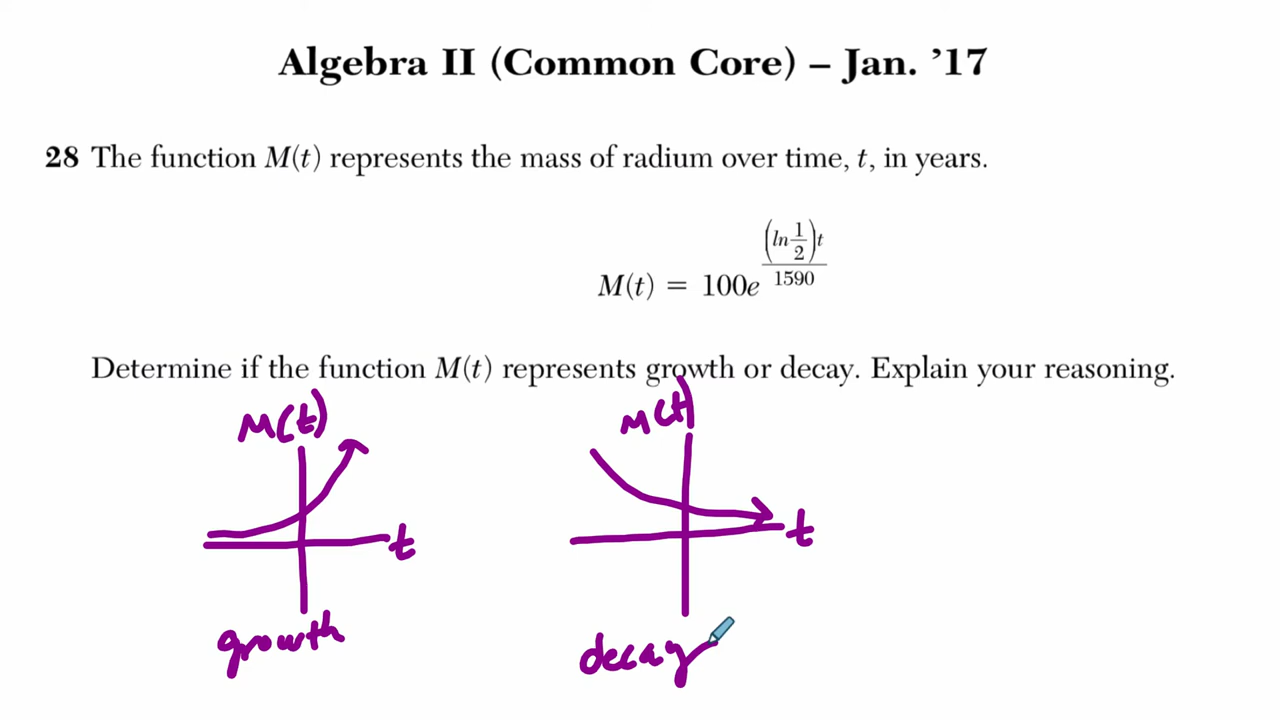 Algebra II (Common Core) – Jan. ’17
28 The function M(t) represents the mass of radium over time, t, in years.
M(t) = 100e^((ln 1/2)t/1590)
Determine if the function M(t) represents growth or decay. Explain your reasoning.
M(t) M(t)
t t
growth decay